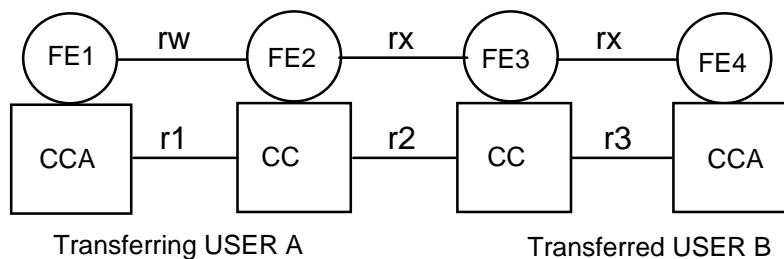 FE1 rw FE2 rx FE3 rx FE4
CCA r1 CC r2 CC r3 CCA
Transferring USER A Transferred USER B